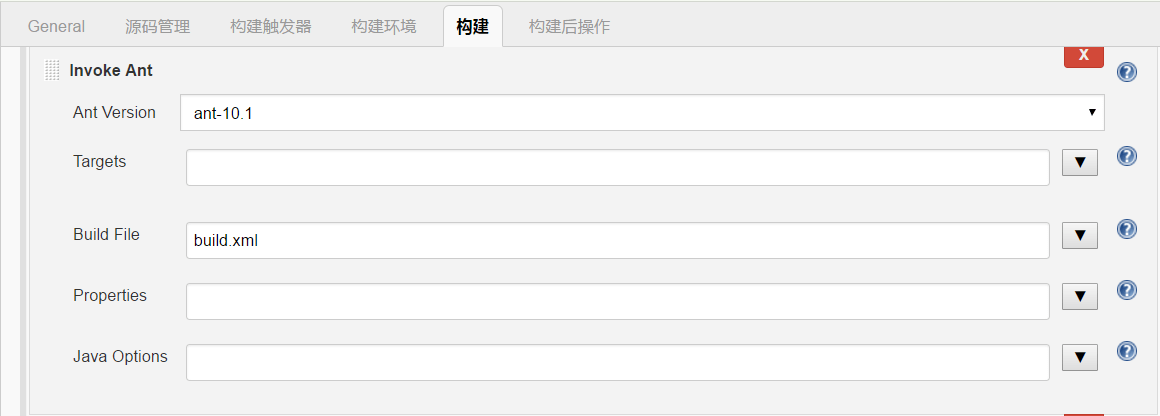 General 源码管理 构建触发器 构建环境 构建 构建后操作
Invoke Ant X
Ant Version ant-10.1
Targets
Build File build.xml
Properties
Java Options